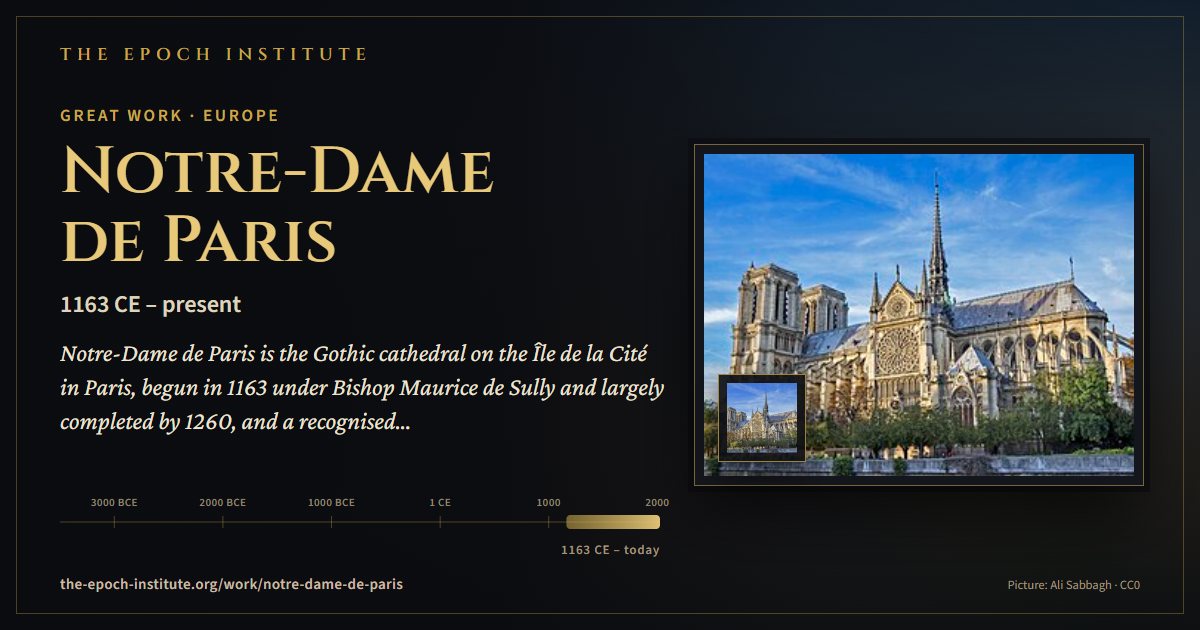 THE EPOCH INSTITUTE
GREAT WORK · EUROPE
NOTRE-DAME
DE PARIS
1163 CE – present
Notre-Dame de Paris is the Gothic cathedral on the Île de la Cité
in Paris, begun in 1163 under Bishop Maurice de Sully and largely
completed by 1260, and a recognised...
3000 BCE 2000 BCE 1000 BCE 1 CE 1000 2000
1163 CE – today
the-epoch-institute.org/work/notre-dame-de-paris
Picture: Ali Sabbagh · CC0